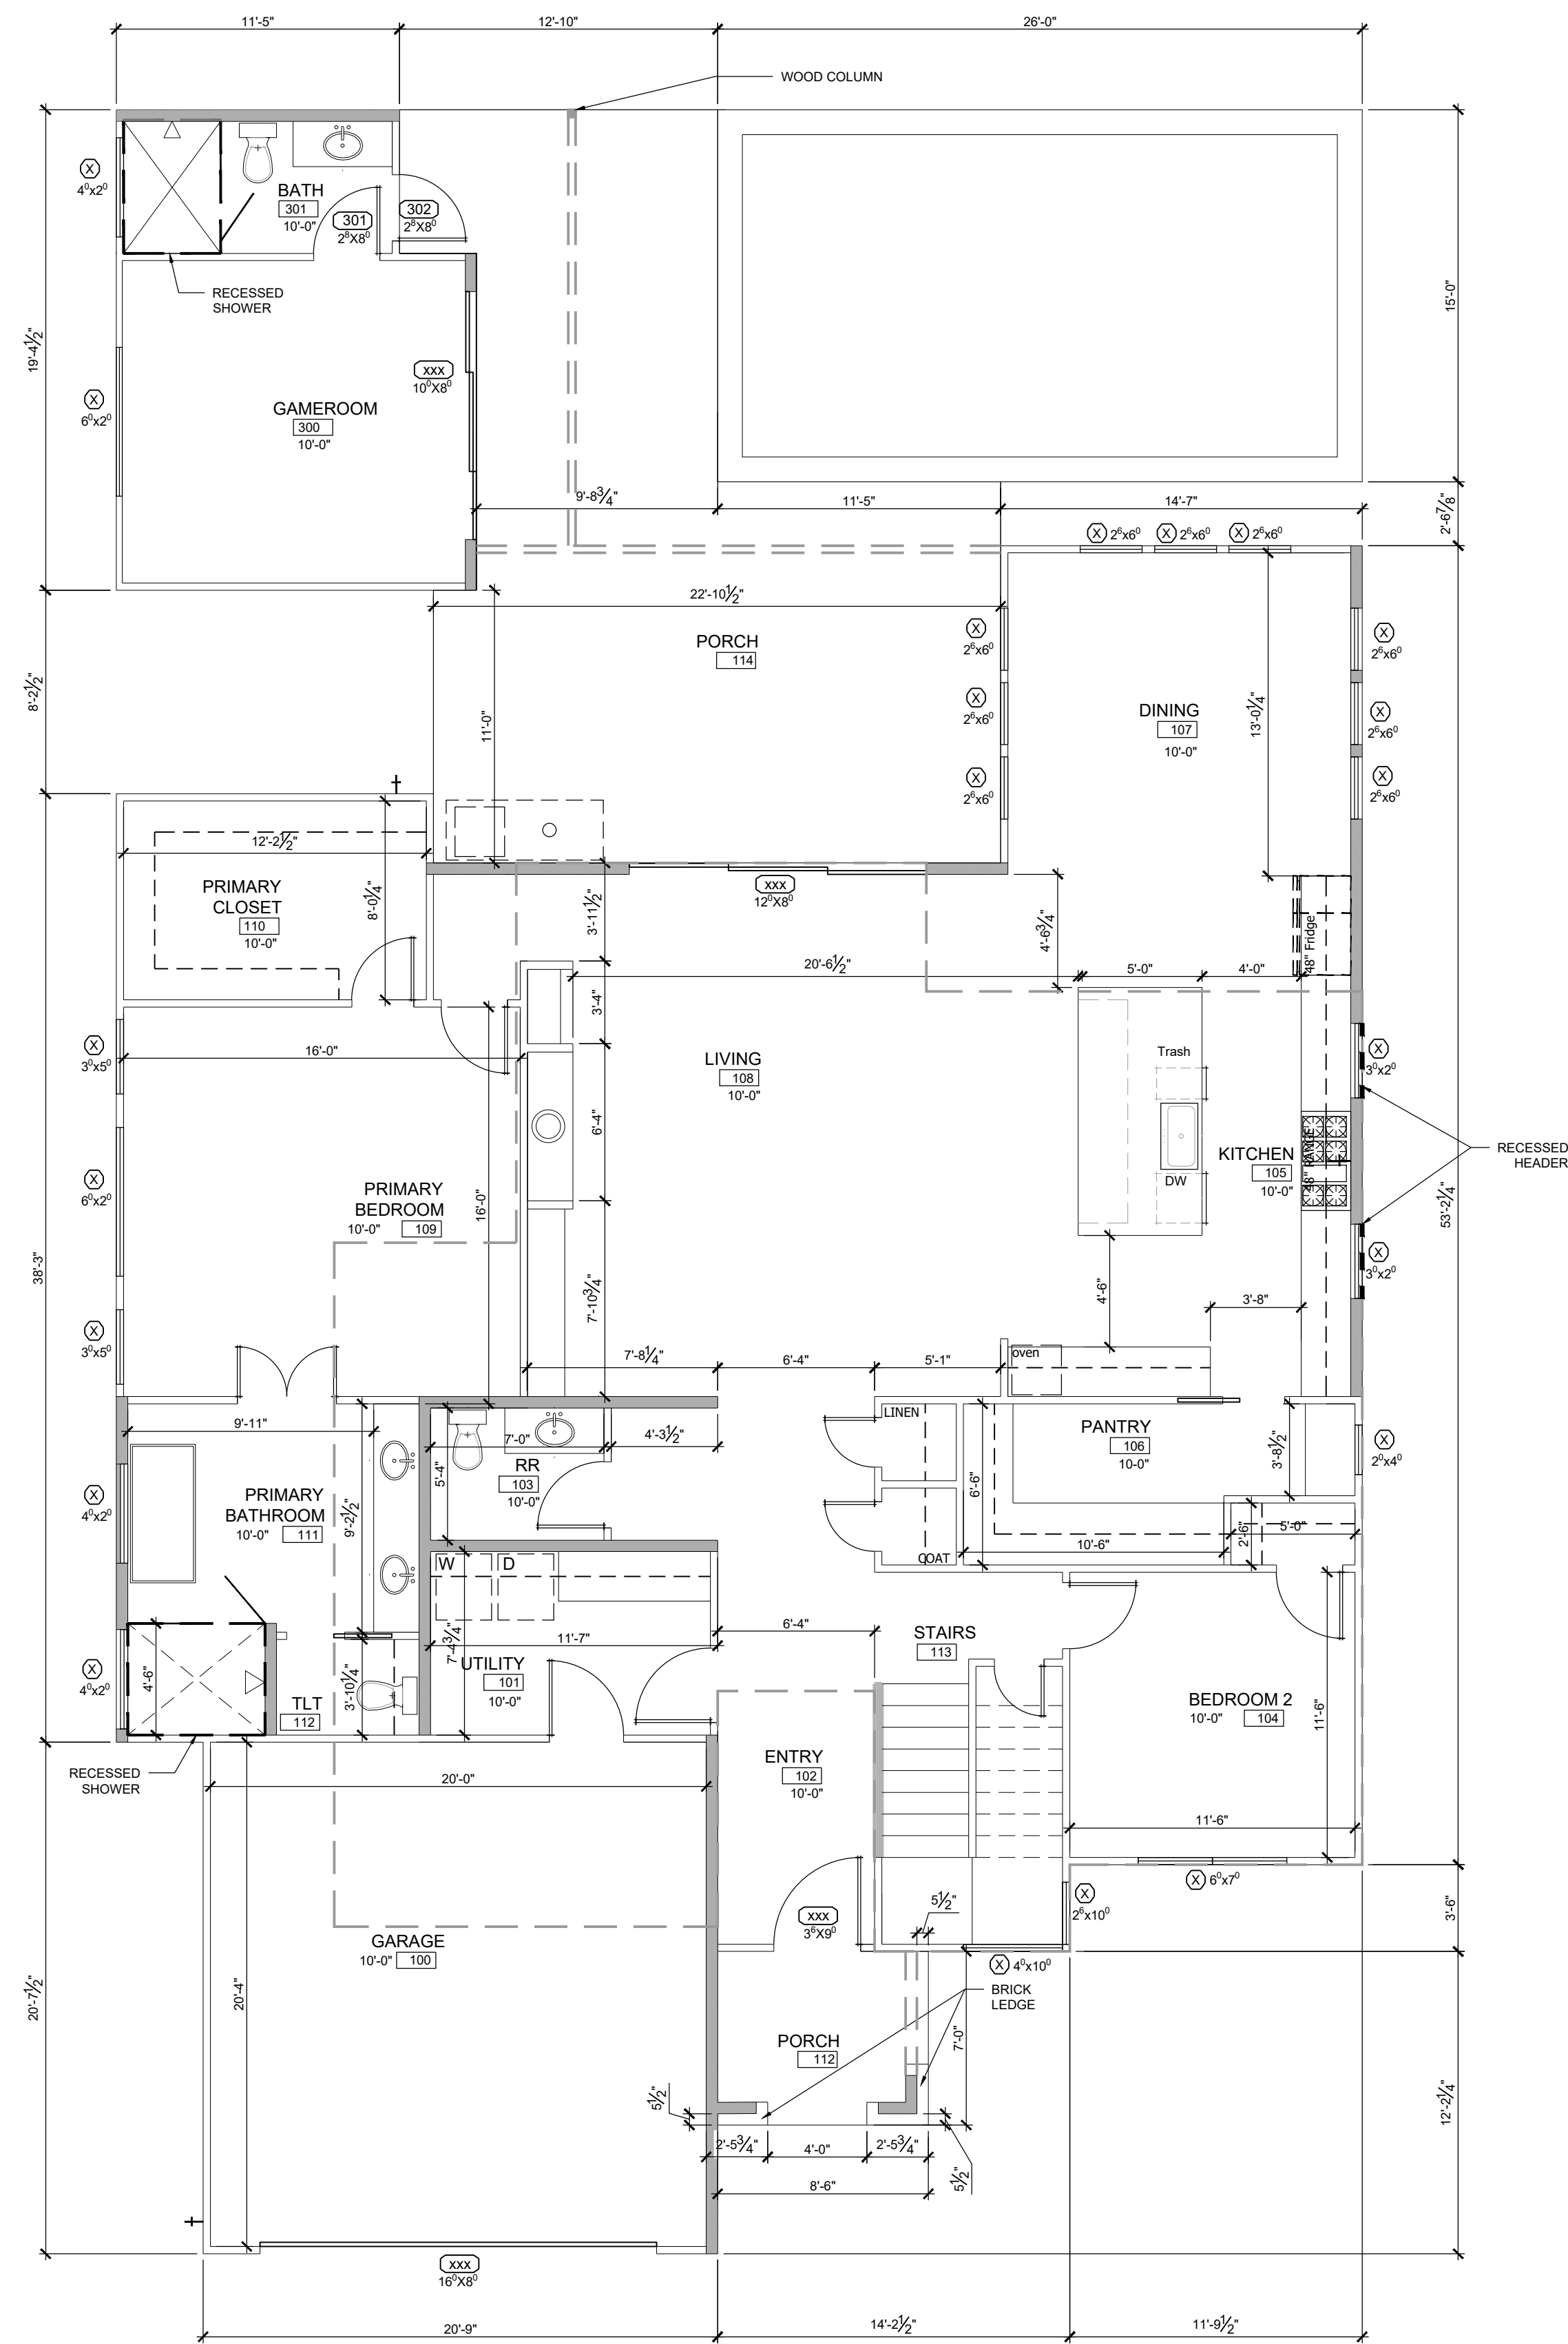 11'-5"
12'-10"
26'-0"
WOOD COLUMN
X
4⁰x2⁰
BATH
301
10'-0"
301
2⁸X8⁰
302
2⁸X8⁰
RECESSED
SHOWER
19'-4½"
15'-0"
X
6⁰x2⁰
GAMEROOM
300
10'-0"
XXX
10⁰X8⁰
9'-8¾"
11'-5"
14'-7"
2'-6⅞"
X 2⁶x6⁰
X 2⁶x6⁰
X 2⁶x6⁰
22'-10½"
PORCH
114
X
2⁶x6⁰
X
2⁶x6⁰
X
2⁶x6⁰
11'-0"
8'-2½"
DINING
107
10'-0"
13'-0¼"
X
2⁶x6⁰
X
2⁶x6⁰
X
2⁶x6⁰
12'-2½"
PRIMARY
CLOSET
110
10'-0"
8'-0¼"
XXX
12⁰X8⁰
3'-11½"
4'-6¾"
20'-6½"
5'-0"
4'-0"
48" Fridge
3'-4"
16'-0"
X
3⁰x5⁰
LIVING
108
10'-0"
Trash
X
3⁰x2⁰
6'-4"
KITCHEN
105
10'-0"
48" RANGE
DW
RECESSED
HEADER
X
6⁰x2⁰
PRIMARY
BEDROOM
10'-0" 109
16'-0"
53'-2¼"
38'-3"
X
3⁰x2⁰
7'-10¾"
4'-6"
3'-8"
X
3⁰x5⁰
7'-8¼"
6'-4"
5'-1"
oven
9'-11"
7'-0"
4'-3½"
5'-4"
RR
103
10'-0"
LINEN
PANTRY
106
10-0"
3'-8½"
X
2⁰x4⁰
6'-6"
X
4⁰x2⁰
PRIMARY
BATHROOM
10'-0" 111
9'-2½"
10'-6"
2'-6"
5'-0"
COAT
W
D
7'-4¾"
11'-7"
UTILITY
101
10'-0"
6'-4"
STAIRS
113
X
4⁰x2⁰
4'-6"
TLT
112
3'-10¼"
BEDROOM 2
10'-0" 104
11'-6"
RECESSED
SHOWER
20'-0"
ENTRY
102
10'-0"
11'-6"
X 6⁰x7⁰
XXX
3⁶X9⁰
5½"
X
2⁶x10⁰
3'-6"
GARAGE
10'-0" 100
X 4⁰x10⁰
BRICK
LEDGE
20'-7½"
20'-4"
PORCH
112
7'-0"
5½"
12'-2¼"
2'-5¾"
4'-0"
2'-5¾"
8'-6"
5½"
XXX
16⁰X8⁰
20'-9"
14'-2½"
11'-9½"